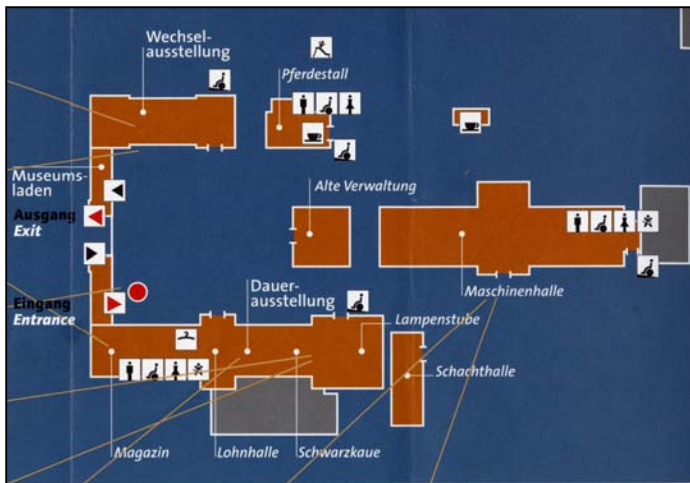 Wechsel-
ausstellung
Pferdestall
Museums-
laden
Alte Verwaltung
Ausgang
Exit
Eingang
Entrance
Dauer-
ausstellung
Maschinenhalle
Lampenstube
Schachthalle
Magazin
Lohnhalle
Schwarzkaue